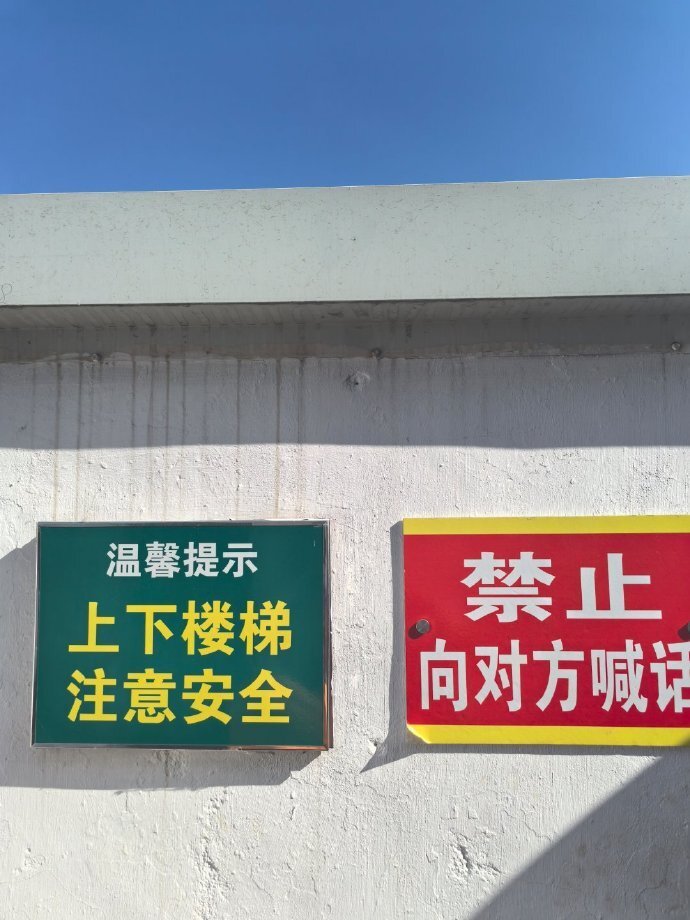 温馨提示
上下楼梯
注意安全
禁止
向对方喊话